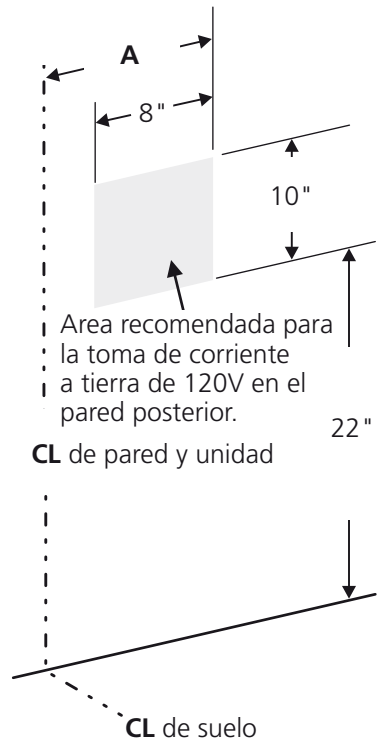 A
8"
10"
Area recomendada para
la toma de corriente
a tierra de 120V en el
pared posterior.
22"
CL de pared y unidad
CL de suelo